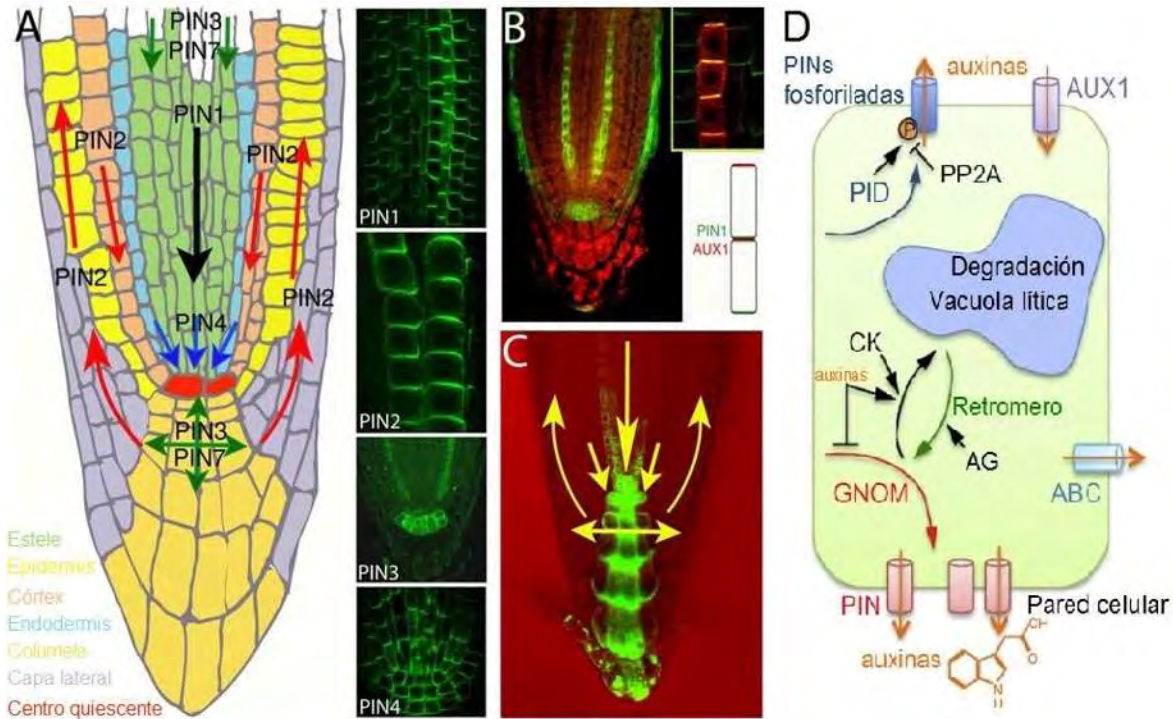 A
PIN3
PIN7
PIN1
PIN2
PIN2
PIN2
PIN2
PIN4
PIN3
PIN7
Estele
Epidermis
Córtex
Endodermis
Columela
Capa lateral
Centro quiescente
PIN1
PIN2
PIN3
PIN4
B
PIN1
AUX1
C
D
PINs
fosforiladas
auxinas
AUX1
P
PID
PP2A
Degradación
Vacuola lítica
CK
auxinas
Retromero
AG
GNOM
ABC
PIN
Pared celular
auxinas
O
N